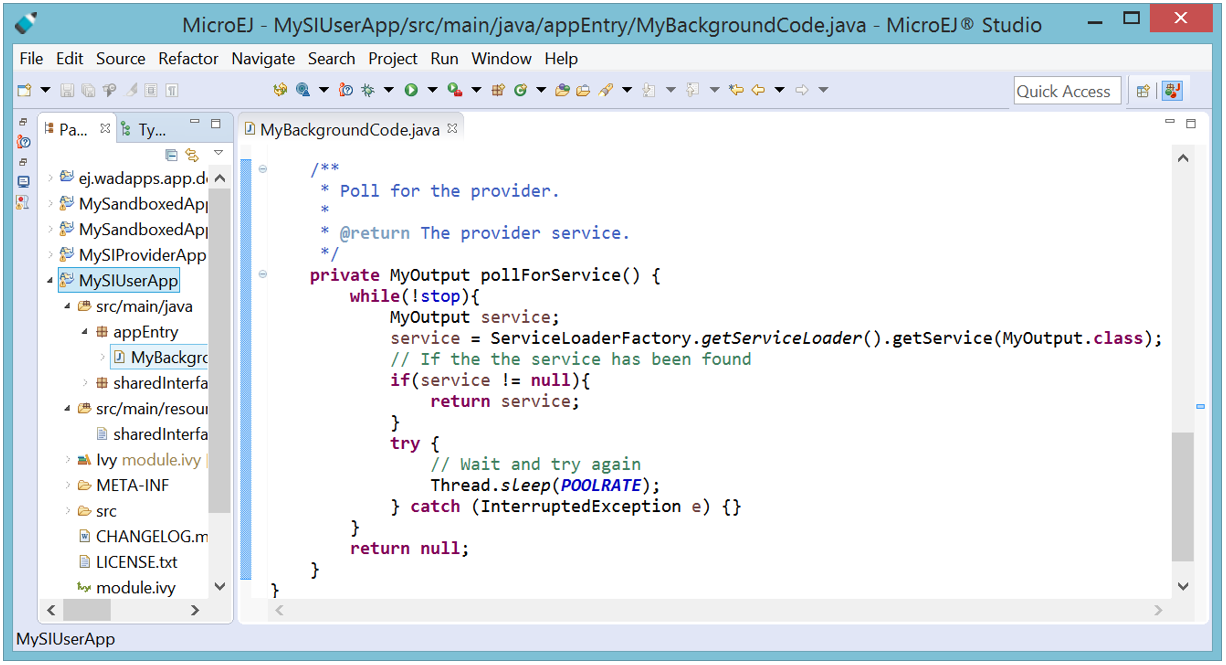 MicroEJ - MySIUserApp/src/main/java/appEntry/MyBackgroundCode.java - MicroEJ® Studio
File Edit Source Refactor Navigate Search Project Run Window Help
Quick Access
Pa... Ty...
MyBackgroundCode.java
ej.wadapps.app.de
MySandboxedApp
MySandboxedApp
MySIProviderApp
MySIUserApp
src/main/java
appEntry
MyBackgro
sharedInterfa
src/main/resour
sharedInterfa
Ivy module.ivy [
META-INF
src
CHANGELOG.m
LICENSE.txt
module.ivy
/**
* Poll for the provider.
*
* @return The provider service.
*/
private MyOutput pollForService() {
while(!stop){
MyOutput service;
service = ServiceLoaderFactory.getServiceLoader().getService(MyOutput.class);
// If the the service has been found
if(service != null){
return service;
}
try {
// Wait and try again
Thread.sleep(POOLRATE);
} catch (InterruptedException e) {}
}
return null;
}
}
MySIUserApp